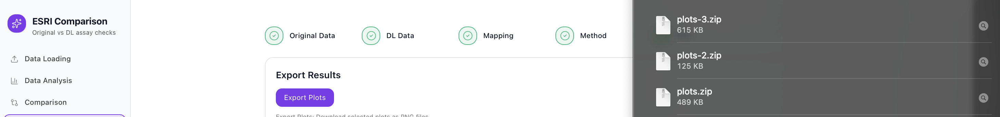 ESRI Comparison
Original vs DL assay checks
Data Loading
Data Analysis
Comparison
Original Data
DL Data
Mapping
Method
Export Results
Export Plots
Export Plots: Download selected plots as PNG files
plots-3.zip
615 KB
plots-2.zip
125 KB
plots.zip
489 KB